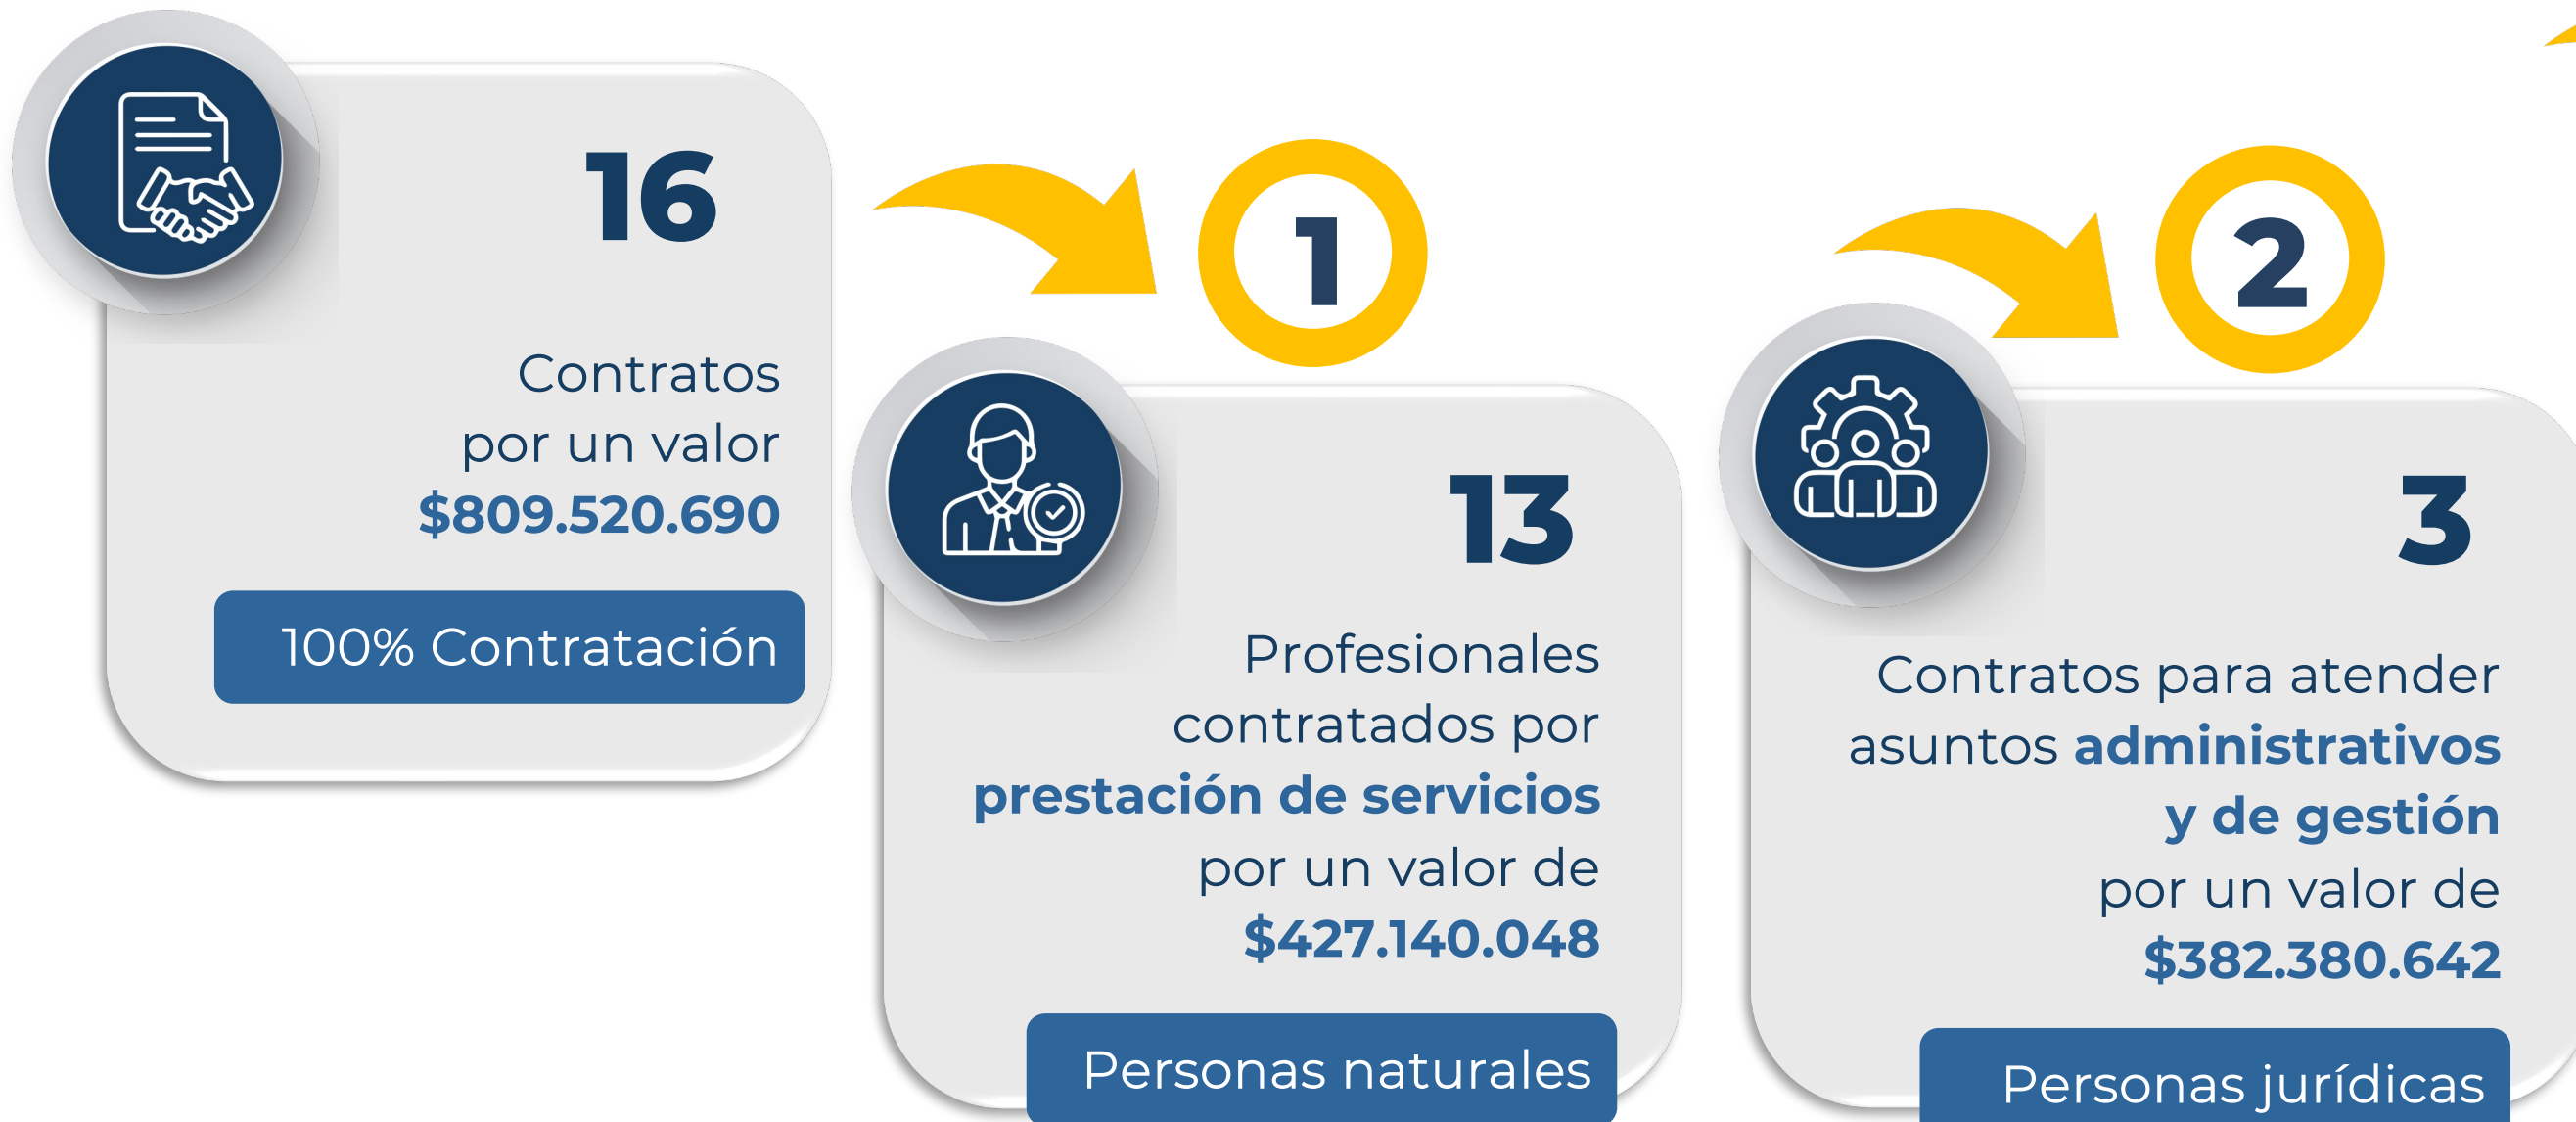 16
Contratos
por un valor
$809.520.690
100% Contratación
1
13
Profesionales
contratados por
prestación de servicios
por un valor de
$427.140.048
Personas naturales
2
3
Contratos para atender
asuntos administrativos
y de gestión
por un valor de
$382.380.642
Personas jurídicas